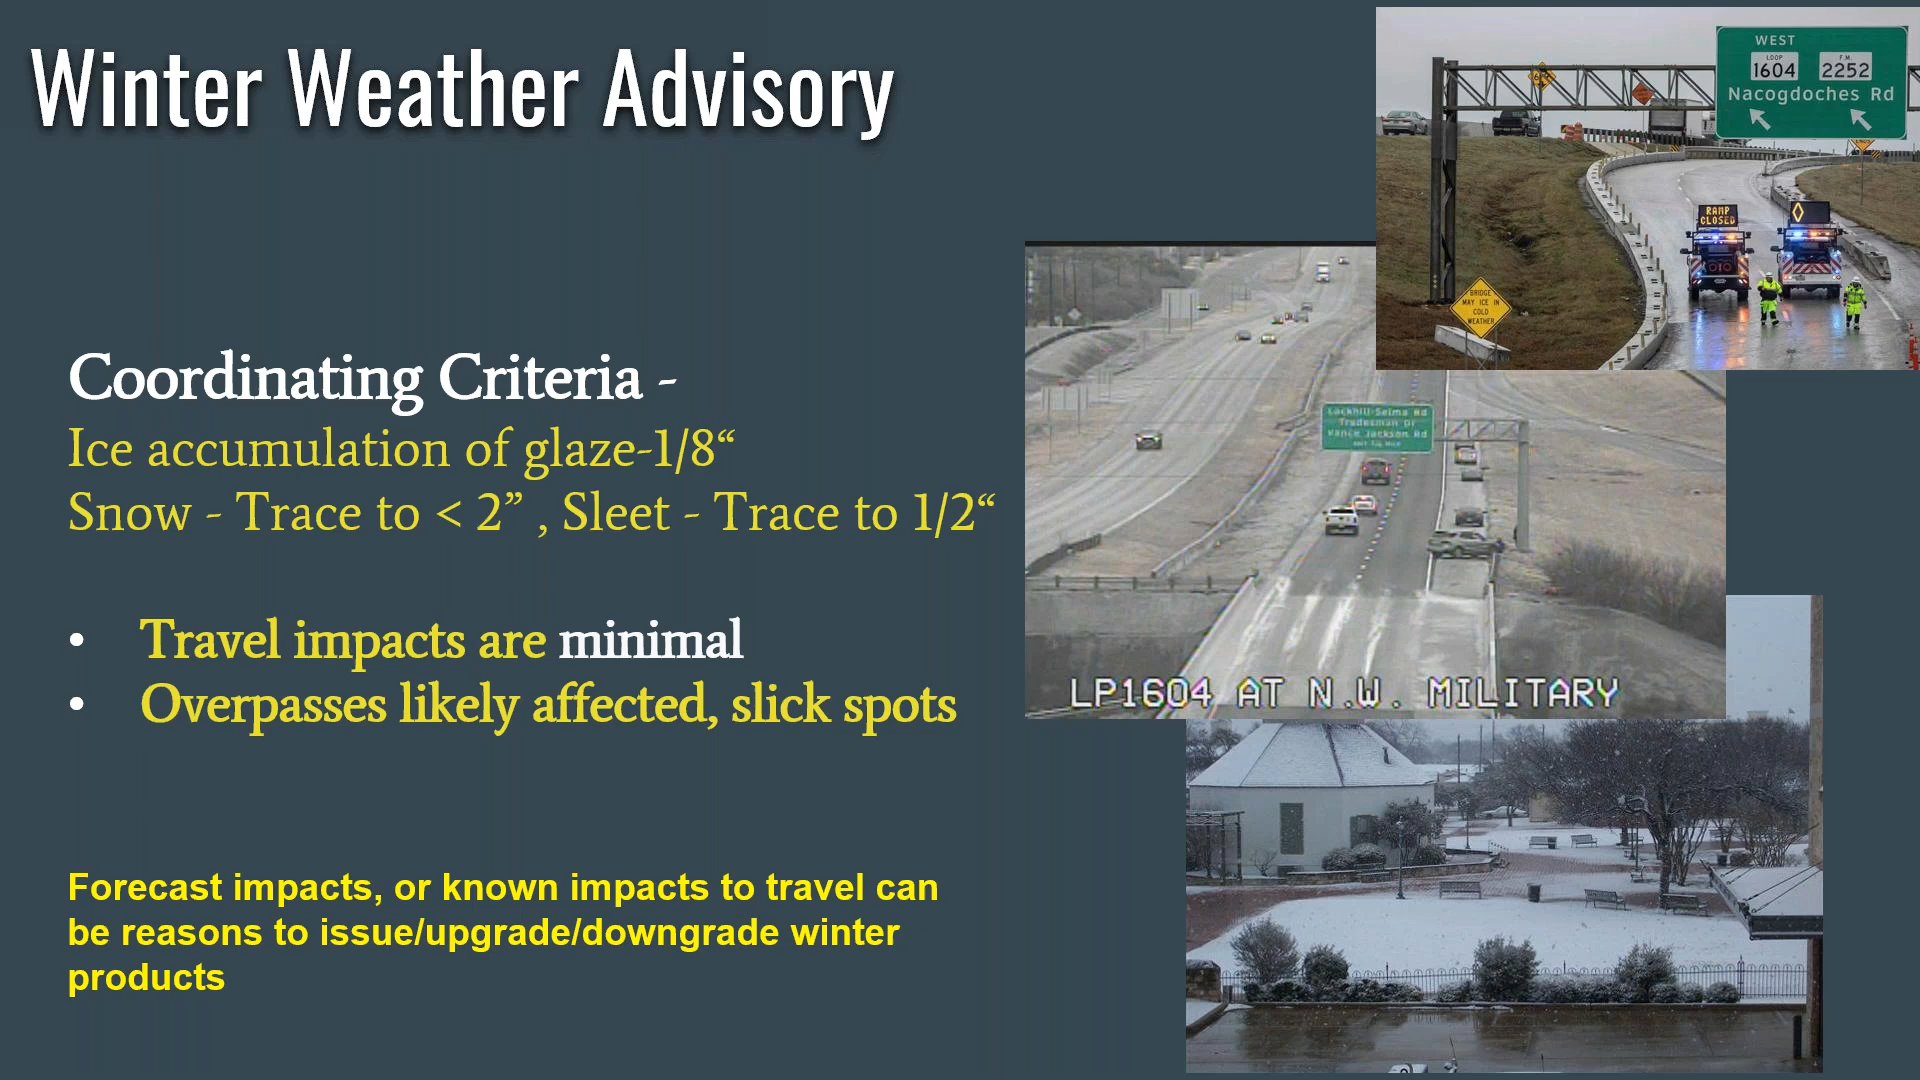 Winter Weather Advisory
Coordinating Criteria -
Ice accumulation of glaze-1/8“
Snow - Trace to < 2” , Sleet - Trace to 1/2“
• Travel impacts are minimal
• Overpasses likely affected, slick spots
Forecast impacts, or known impacts to travel can
be reasons to issue/upgrade/downgrade winter
products
WEST
LOOP F.M.
1604 2252
Nacogdoches Rd
RAMP
CLOSED
BRIDGE
MAY ICE IN
COLD
WEATHER
Lockhill-Selma Rd
Tradesman Dr
Vance Jackson Rd
LP1604 AT N.W. MILITARY